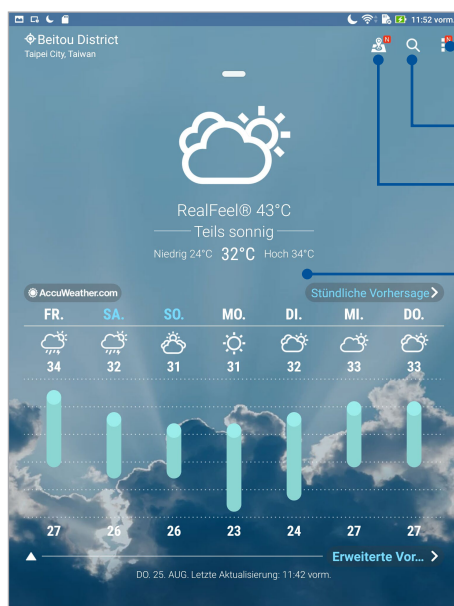 11:52 vorm.
Beitou District
Taipei City, Taiwan
N
N
RealFeel® 43°C
Teils sonnig
Niedrig 24°C 32°C Hoch 34°C
AccuWeather.com
Stündliche Vorhersage
FR. SA. SO. MO. DI. MI. DO.
34 32 31 31 32 33 33
27 26 26 23 24 27 27
Erweiterte Vor...
DO. 25. AUG. Letzte Aktualisierung: 11:42 vorm.